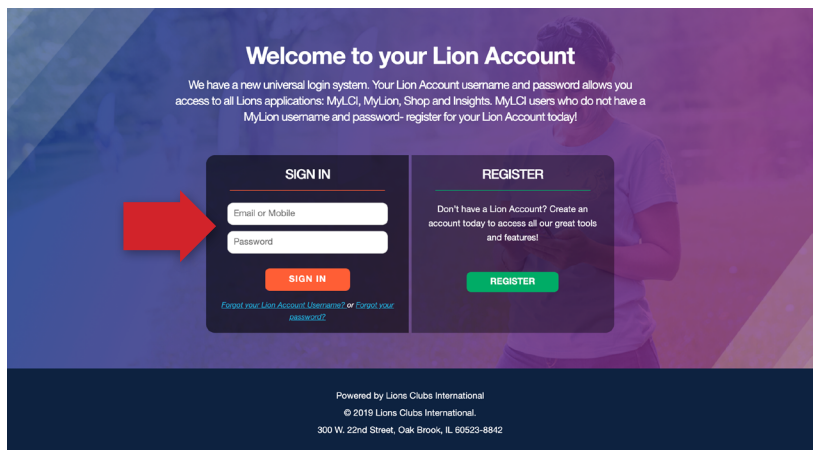 Welcome to your Lion Account
We have a new universal login system. Your Lion Account username and password allows you
access to all Lions applications: MyLCI, MyLion, Shop and Insights. MyLCI users who do not have a
MyLion username and password- register for your Lion Account today!
SIGN IN
Email or Mobile
Password
SIGN IN
Forgot your Lion Account Username? or Forgot your
password?
REGISTER
Don't have a Lion Account? Create an
account today to access all our great tools
and features!
REGISTER
Powered by Lions Clubs International
© 2019 Lions Clubs International.
300 W. 22nd Street, Oak Brook, IL 60523-8842